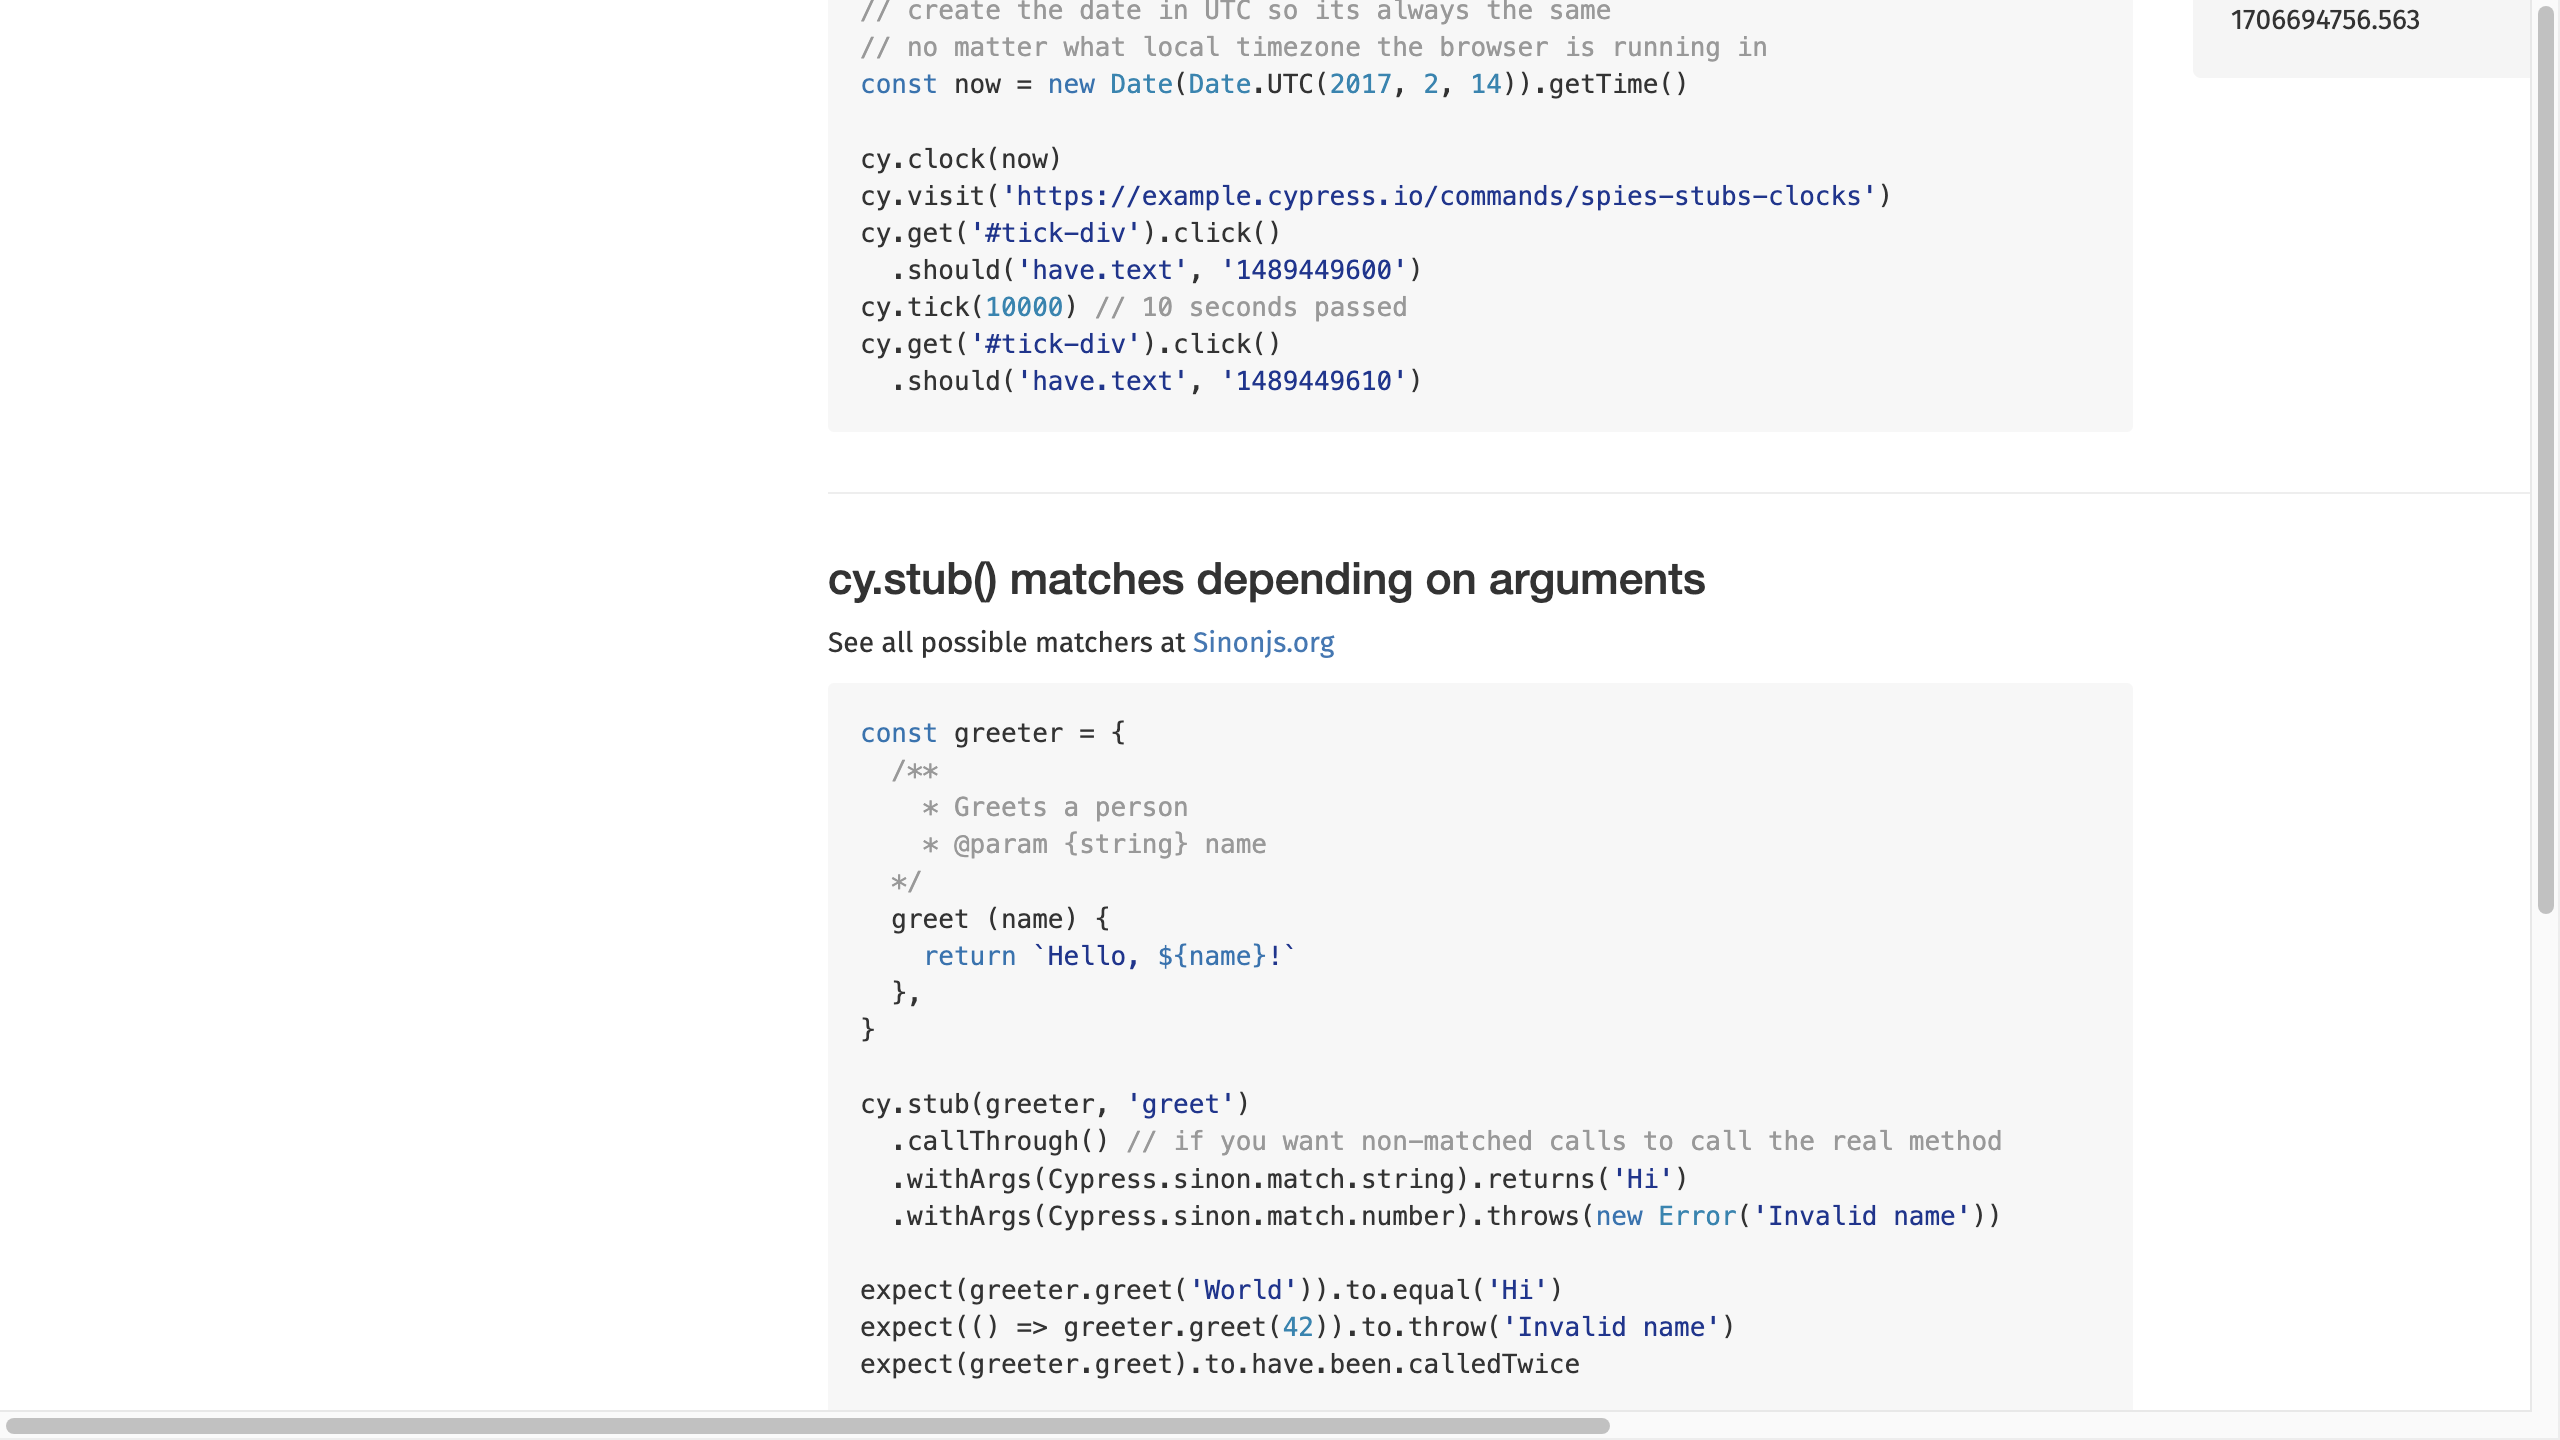 // create the date in UTC so its always the same
// no matter what local timezone the browser is running in
const now = new Date(Date.UTC(2017, 2, 14)).getTime()

cy.clock(now)
cy.visit('https://example.cypress.io/commands/spies-stubs-clocks')
cy.get('#tick-div').click()
  .should('have.text', '1489449600')
cy.tick(10000) // 10 seconds passed
cy.get('#tick-div').click()
  .should('have.text', '1489449610')
1706694756.563
cy.stub() matches depending on arguments
See all possible matchers at Sinonjs.org
const greeter = {
  /**
    * Greets a person
    * @param {string} name
  */
  greet (name) {
    return `Hello, ${name}!`
  },
}

cy.stub(greeter, 'greet')
  .callThrough() // if you want non-matched calls to call the real method
  .withArgs(Cypress.sinon.match.string).returns('Hi')
  .withArgs(Cypress.sinon.match.number).throws(new Error('Invalid name'))

expect(greeter.greet('World')).to.equal('Hi')
expect(() => greeter.greet(42)).to.throw('Invalid name')
expect(greeter.greet).to.have.been.calledTwice